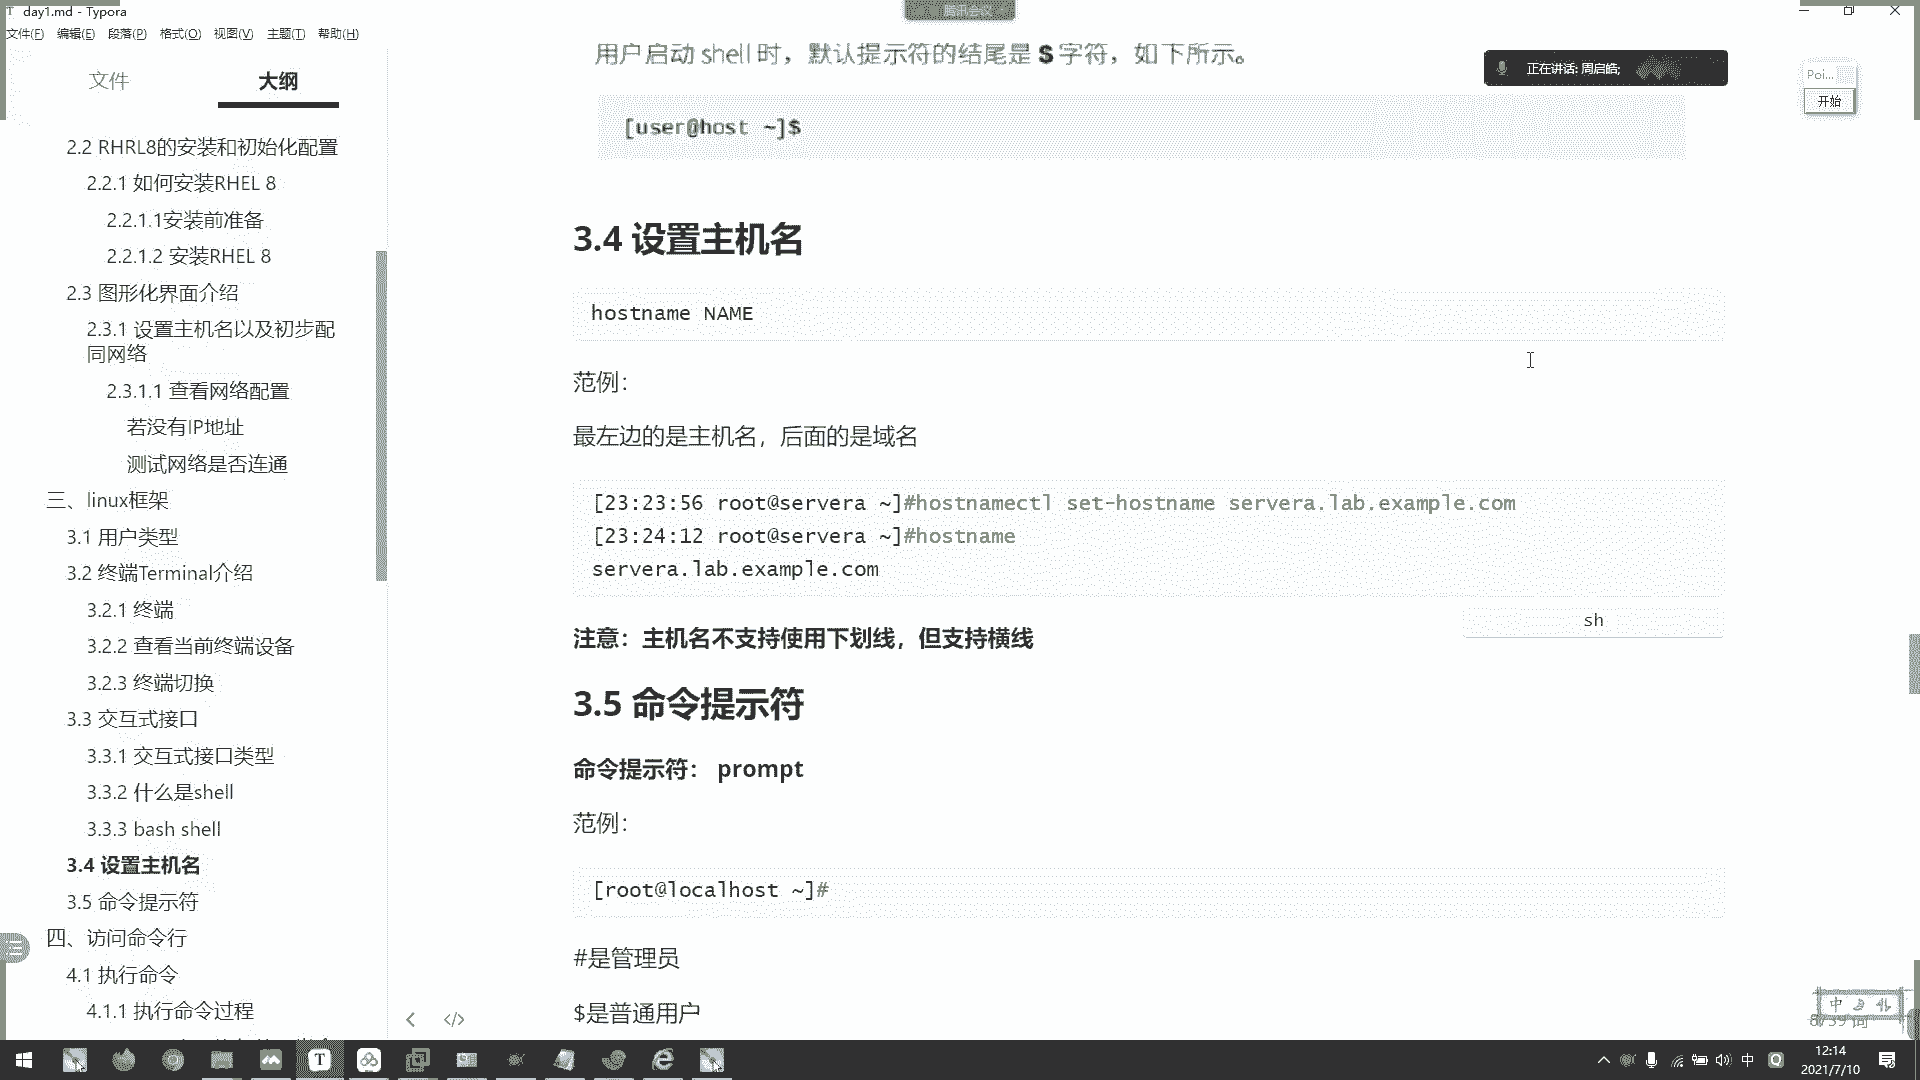 day1.md - Typora
腾讯会议
文件(F) 编辑(E) 段落(P) 格式(O) 视图(V) 主题(T) 帮助(H)
文件 大纲
2.2 RHRL8的安装和初始化配置
2.2.1 如何安装RHEL 8
2.2.1.1安装前准备
2.2.1.2 安装RHEL 8
2.3 图形化界面介绍
2.3.1 设置主机名以及初步配
同网络
2.3.1.1 查看网络配置
若没有IP地址
测试网络是否连通
三、linux框架
3.1 用户类型
3.2 终端Terminal介绍
3.2.1 终端
3.2.2 查看当前终端设备
3.2.3 终端切换
3.3 交互式接口
3.3.1 交互式接口类型
3.3.2 什么是shell
3.3.3 bash shell
3.4 设置主机名
3.5 命令提示符
四、访问命令行
4.1 执行命令
4.1.1 执行命令过程
用户启动 shell 时，默认提示符的结尾是 $ 字符，如下所示。
[user@host ~]$
3.4 设置主机名
hostname NAME
范例：
最左边的是主机名，后面的是域名
[23:23:56 root@servera ~]#hostnamectl set-hostname servera.lab.example.com
[23:24:12 root@servera ~]#hostname
servera.lab.example.com
sh
注意：主机名不支持使用下划线，但支持横线
3.5 命令提示符
命令提示符： prompt
范例：
[root@localhost ~]#
#是管理员
$是普通用户
正在讲话: 周启皓;
Poi...
开始
中
中
12:14
2021/7/10